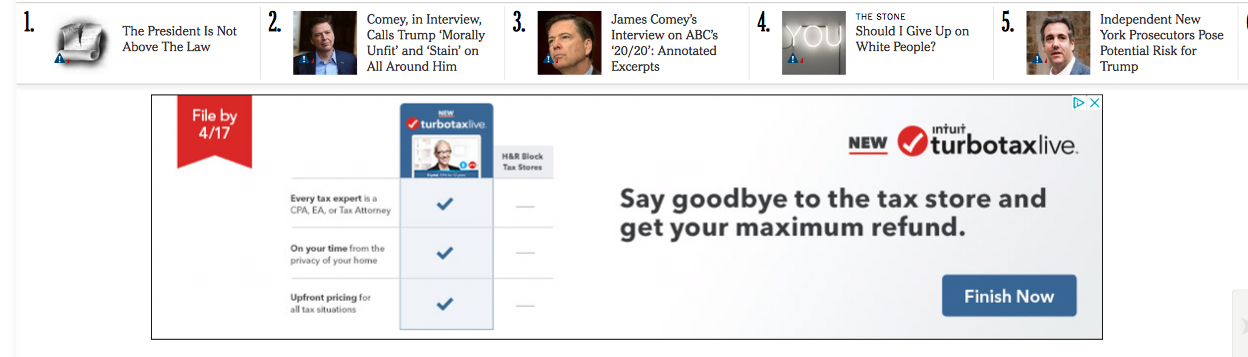 1.
The President Is Not
Above The Law
2.
Comey, in Interview,
Calls Trump ‘Morally
Unfit’ and ‘Stain’ on
All Around Him
3.
James Comey’s
Interview on ABC’s
‘20/20’: Annotated
Excerpts
4.
YOU
THE STONE
Should I Give Up on
White People?
5.
Independent New
York Prosecutors Pose
Potential Risk for
Trump
File by
4/17
NEW
turbotaxlive.
H&R Block
Tax Stores
Every tax expert is a
CPA, EA, or Tax Attorney
On your time from the
privacy of your home
Upfront pricing for
all tax situations
NEW
intuit
turbotaxlive.
Say goodbye to the tax store and
get your maximum refund.
Finish Now